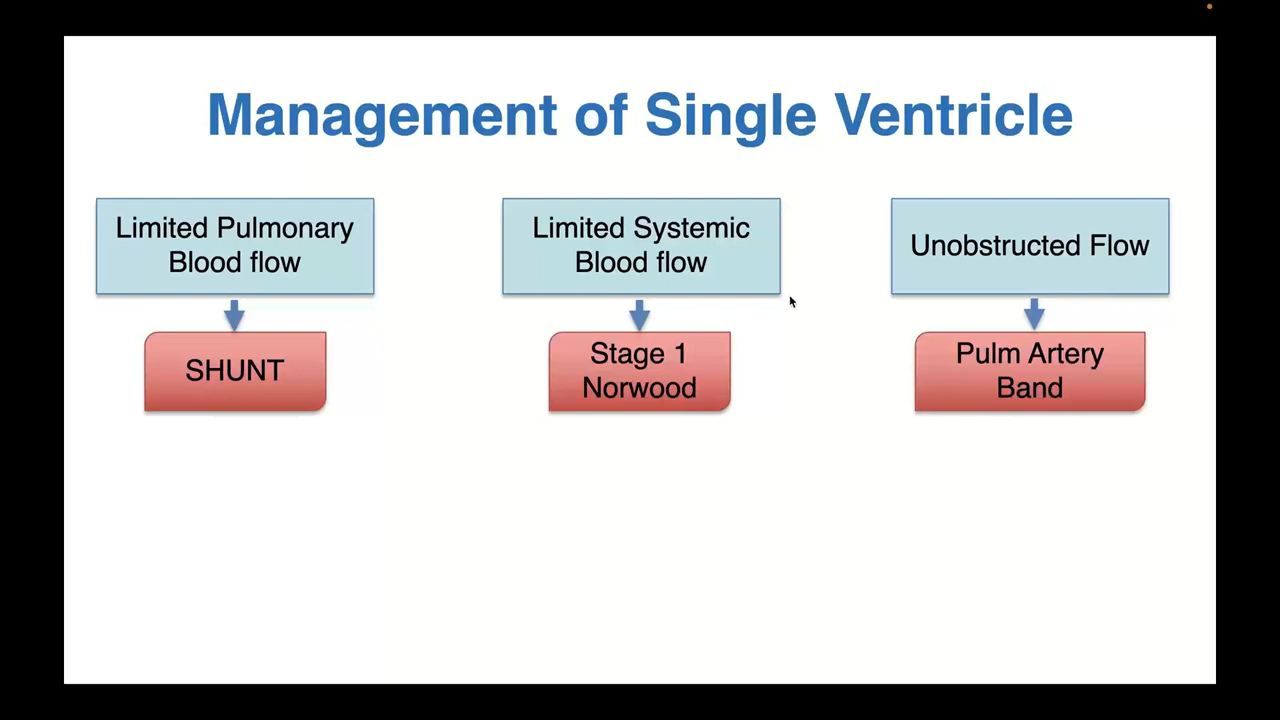 Management of Single Ventricle
Limited Pulmonary
Blood flow
SHUNT
Limited Systemic
Blood flow
Stage 1
Norwood
Unobstructed Flow
Pulm Artery
Band